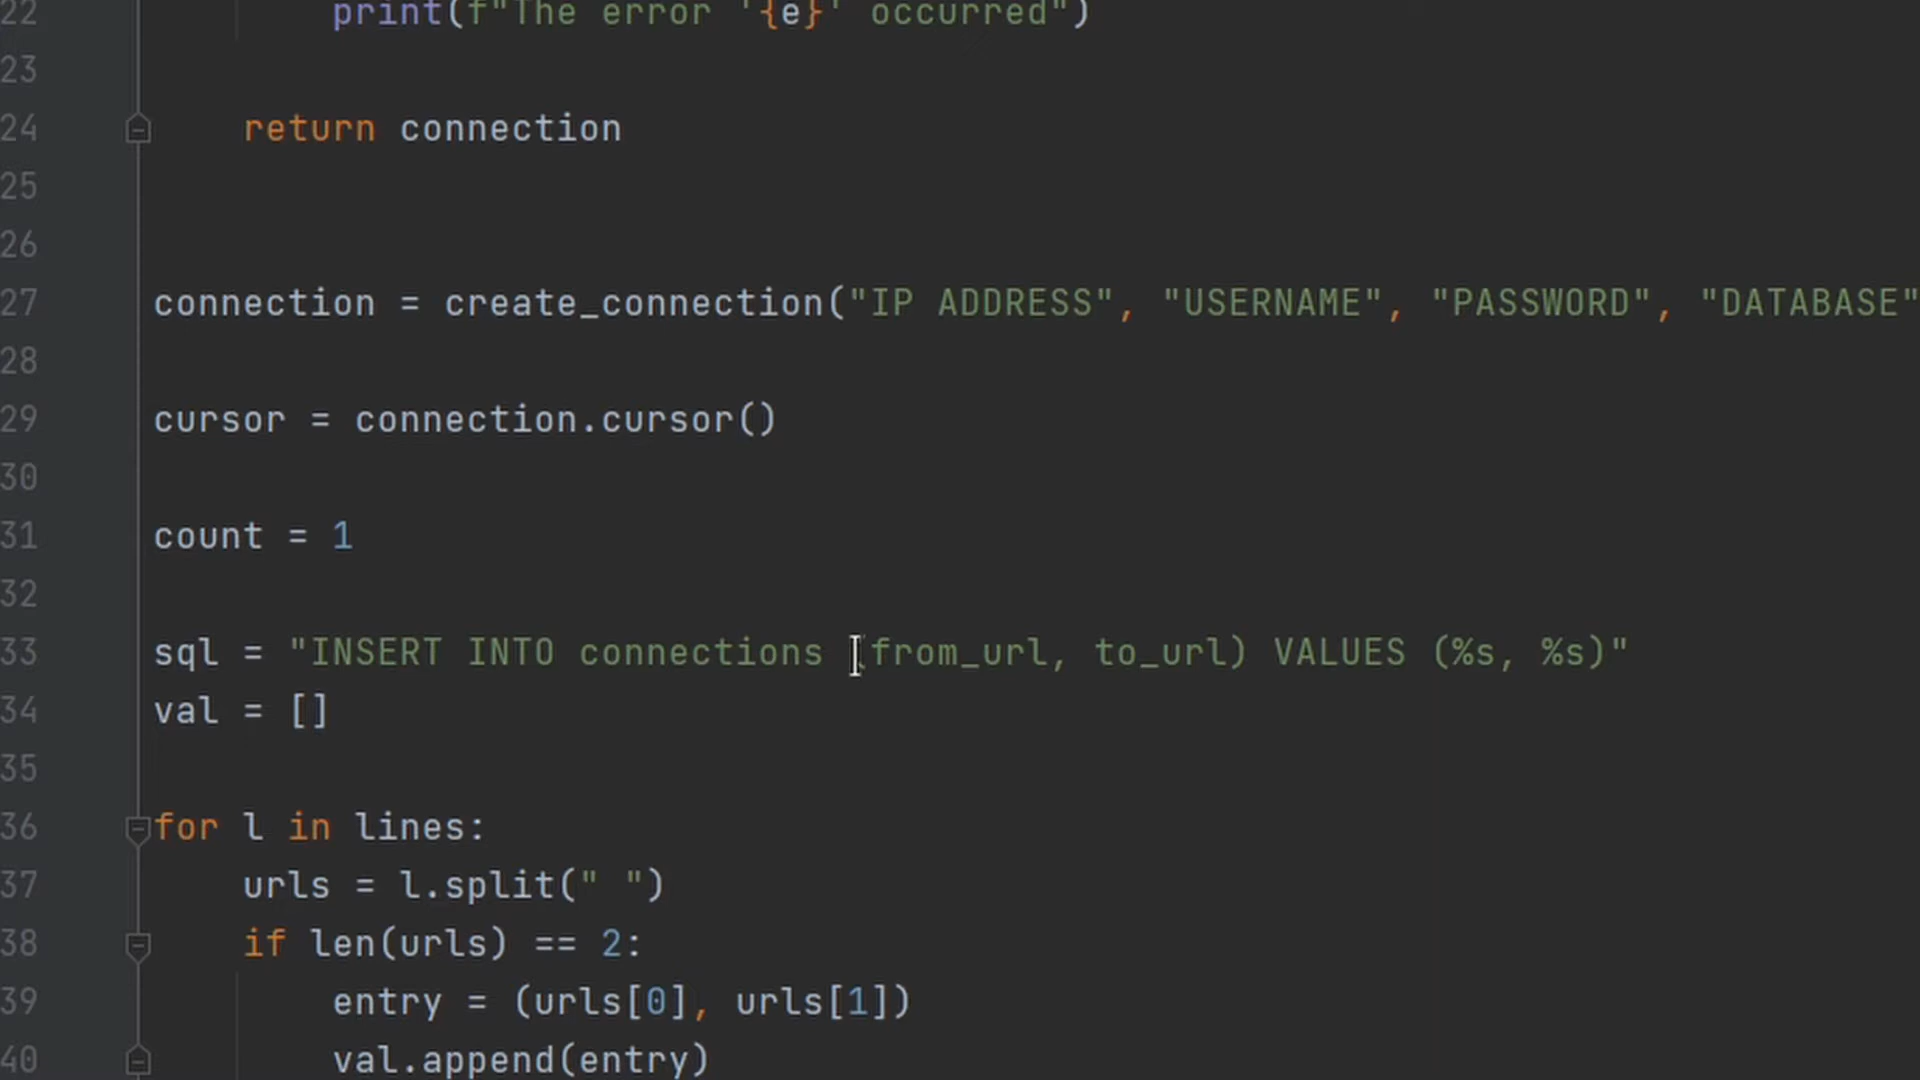 22 print(f"The error '{e}' occurred")
23
24 return connection
25
26
27 connection = create_connection("IP ADDRESS", "USERNAME", "PASSWORD", "DATABASE"
28
29 cursor = connection.cursor()
30
31 count = 1
32
33 sql = "INSERT INTO connections (from_url, to_url) VALUES (%s, %s)"
34 val = []
35
36 for l in lines:
37 urls = l.split(" ")
38 if len(urls) == 2:
39 entry = (urls[0], urls[1])
40 val.append(entry)